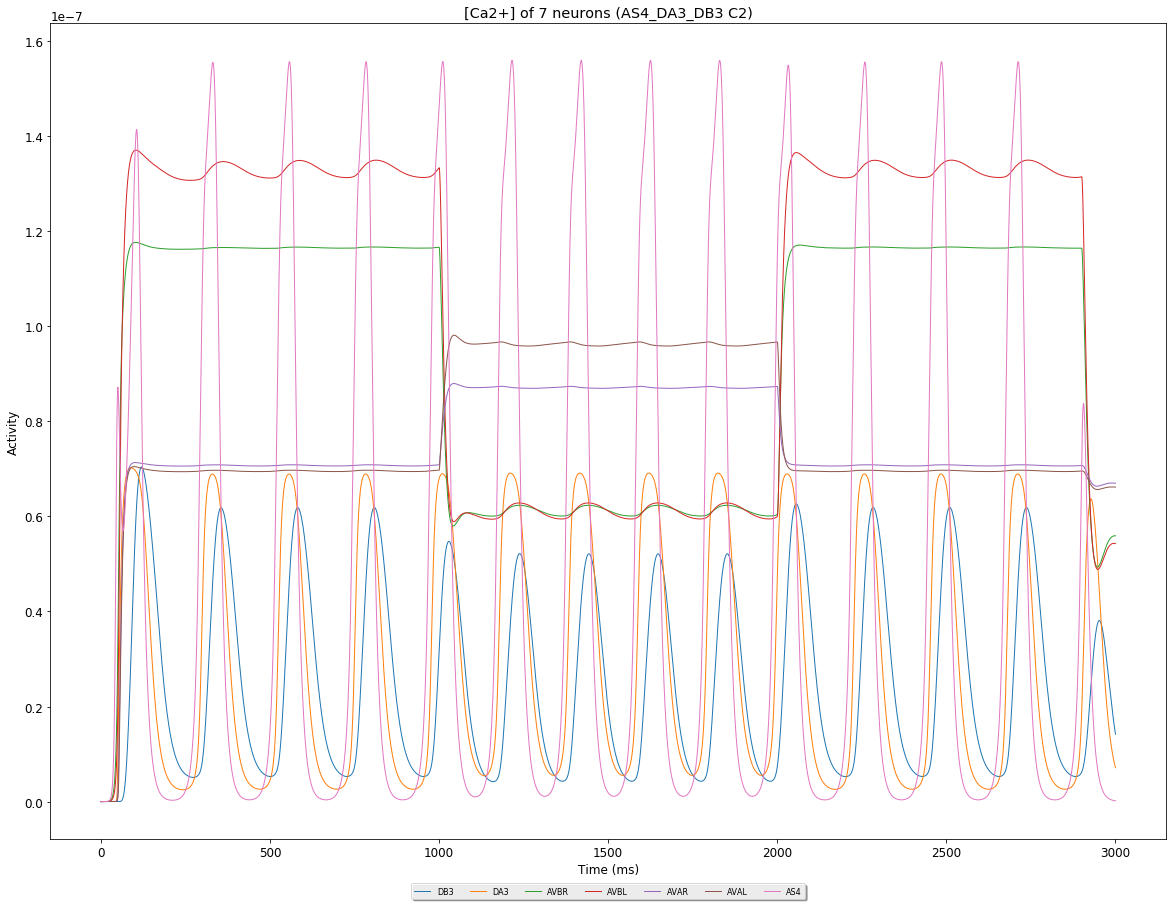 [Ca2+] of 7 neurons (AS4_DA3_DB3 C2)
1e−7
1.6
1.4
1.2
1.0
0.8
0.6
0.4
0.2
0.0
Activity
0 500 1000 1500 2000 2500 3000
Time (ms)
DB3 DA3 AVBR AVBL AVAR AVAL AS4